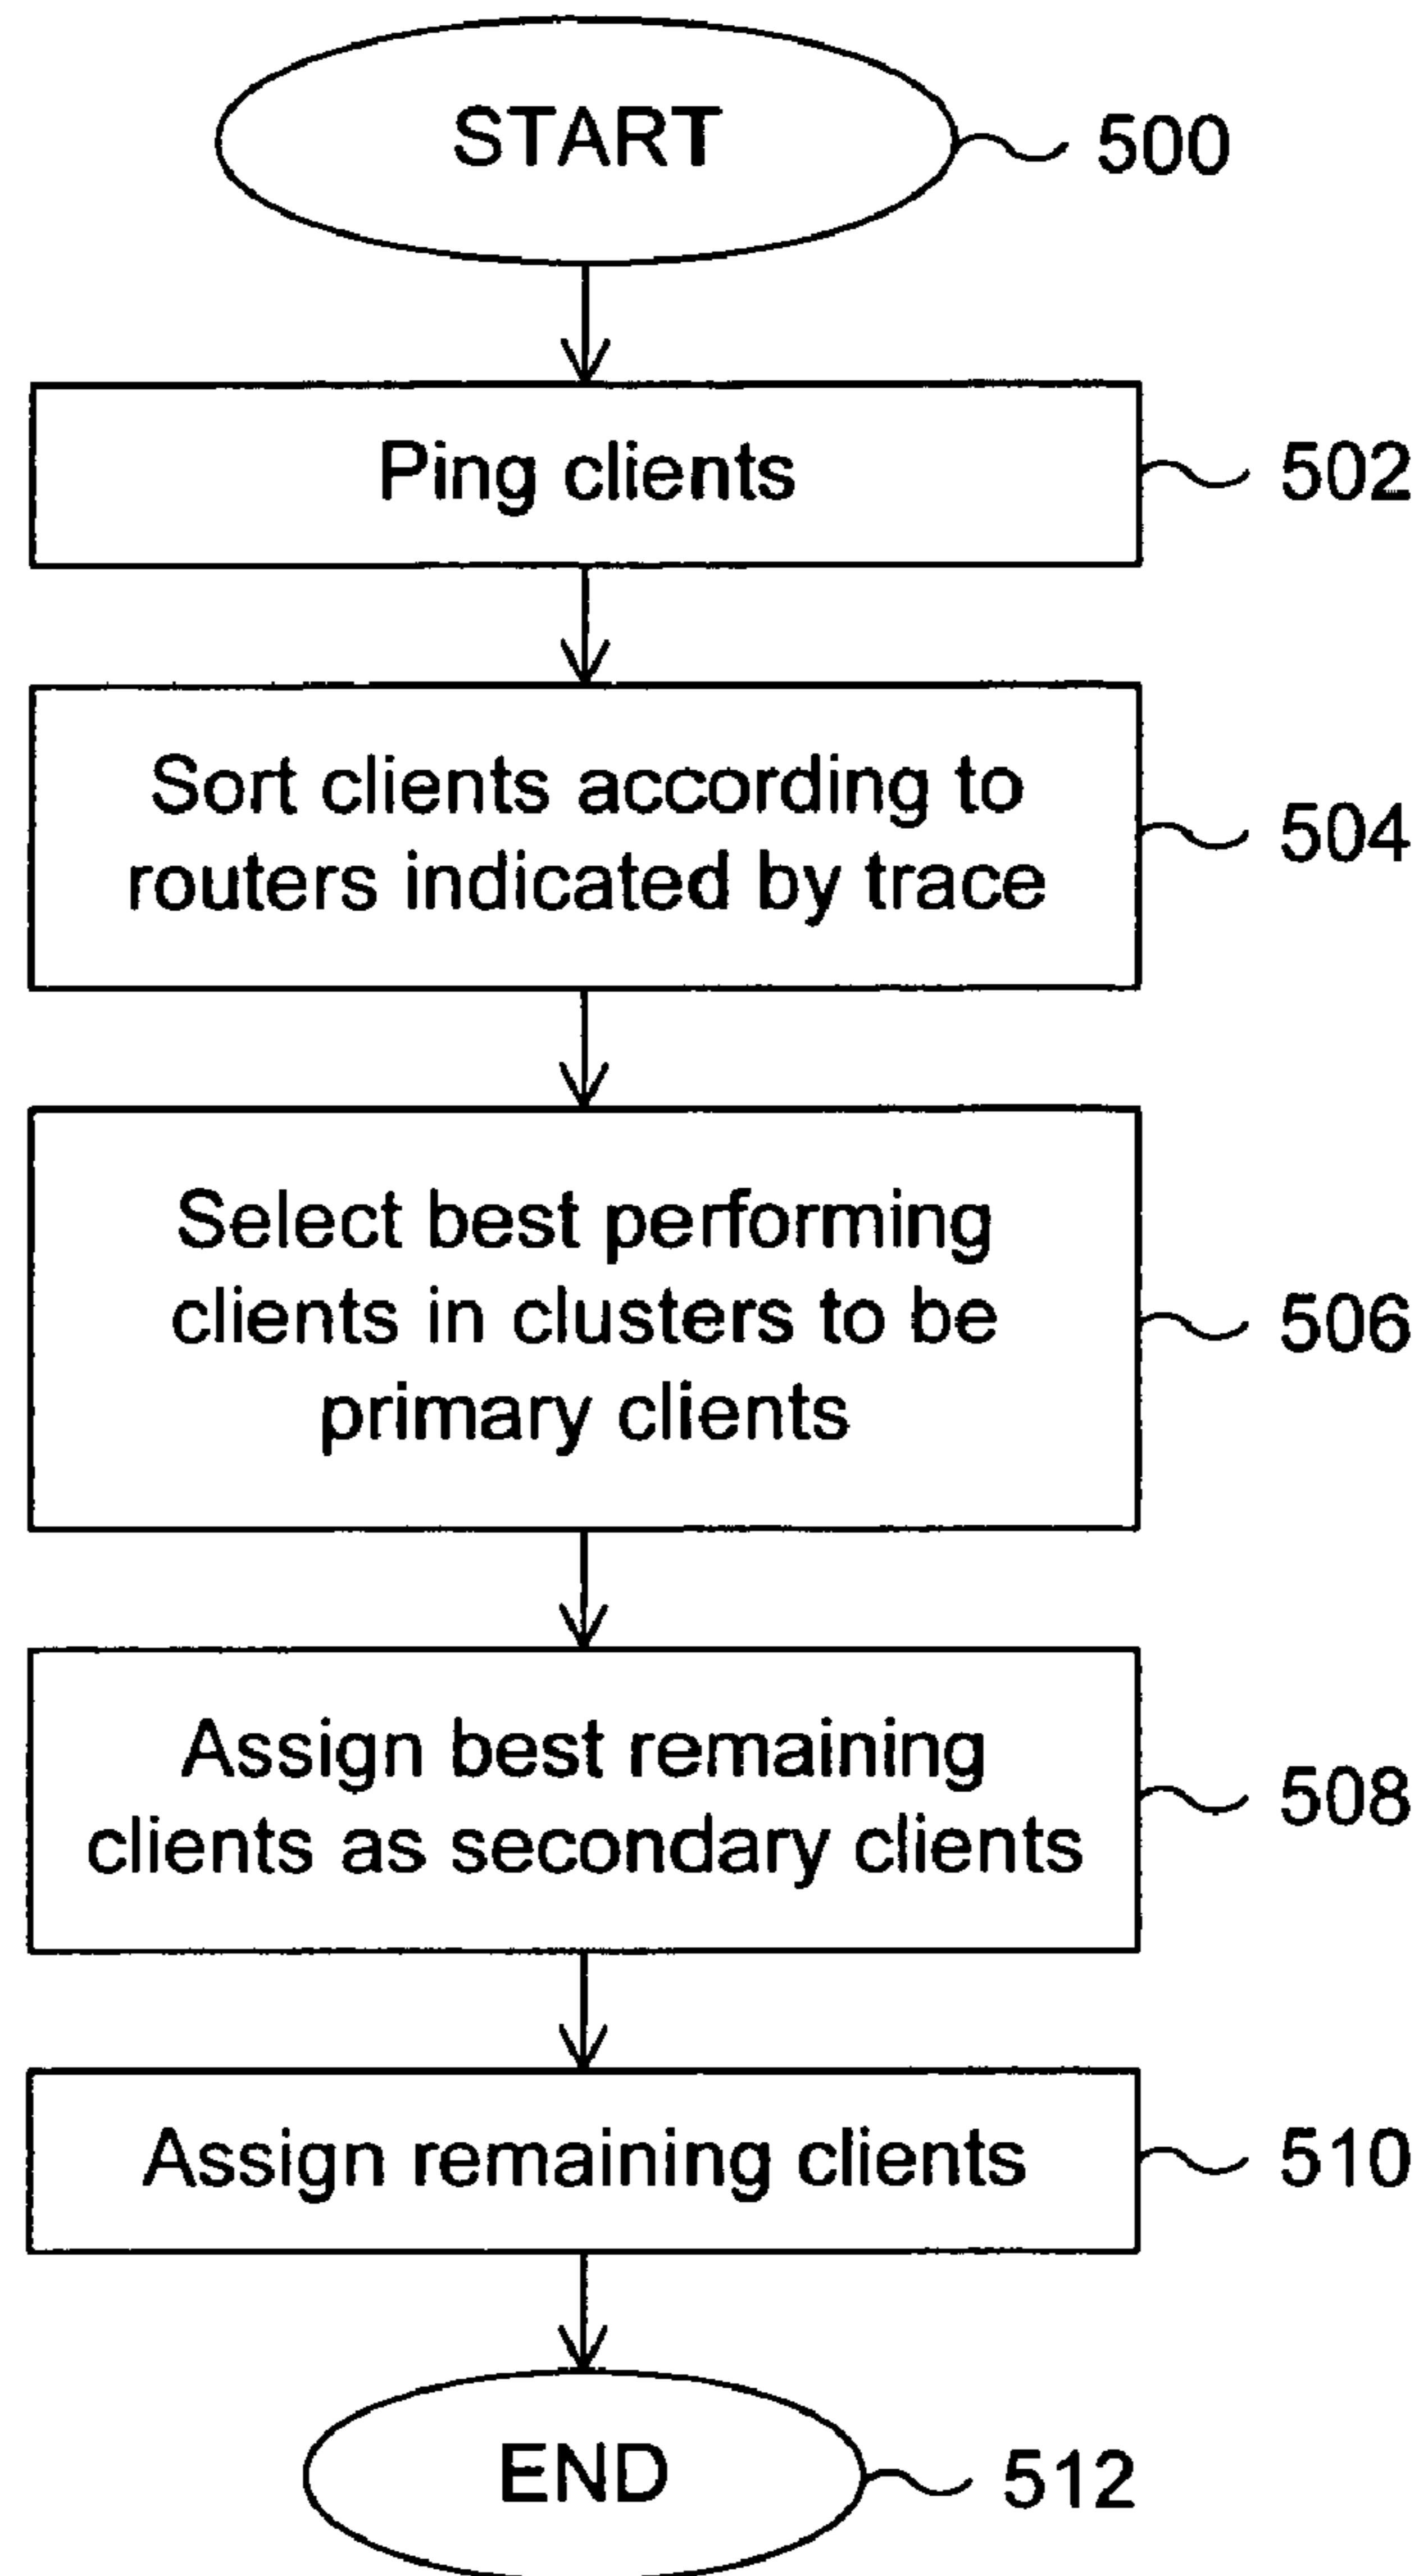 START
500
Ping clients
502
Sort clients according to
routers indicated by trace
504
Select best performing
clients in clusters to be
primary clients
506
Assign best remaining
clients as secondary clients
508
Assign remaining clients
510
END
512